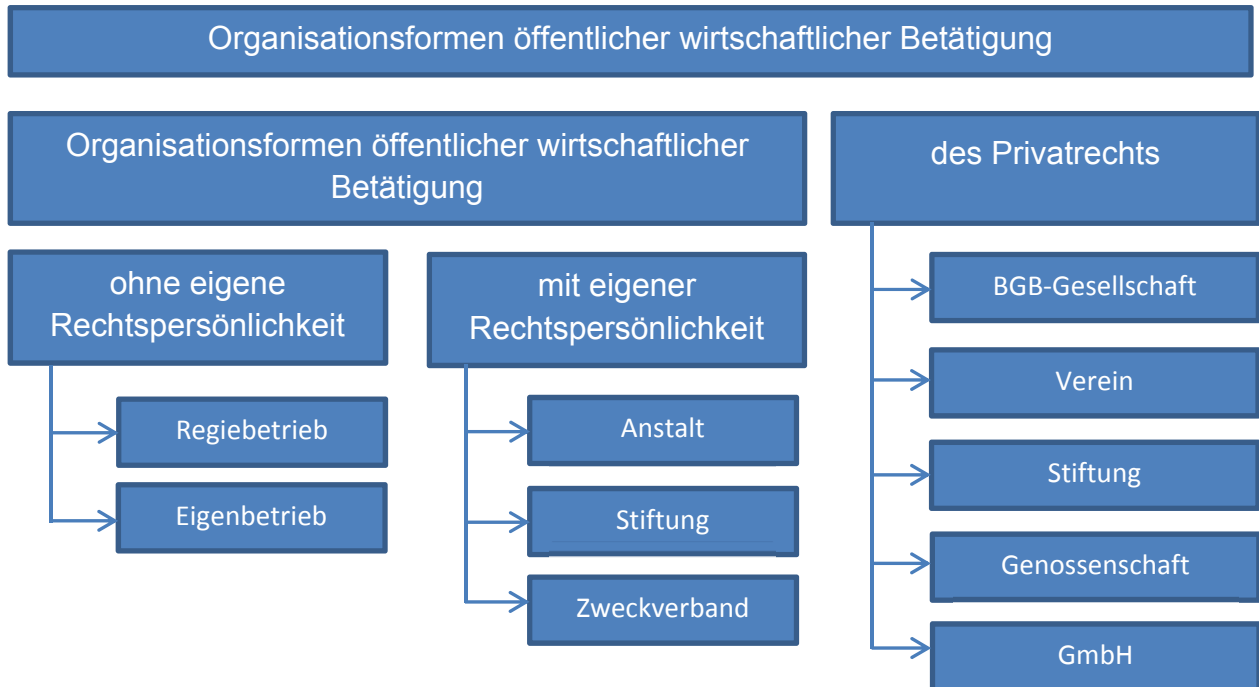 Organisationsformen öffentlicher wirtschaftlicher Betätigung
Organisationsformen öffentlicher wirtschaftlicher
Betätigung
des Privatrechts
ohne eigene
Rechtspersönlichkeit
mit eigener
Rechtspersönlichkeit
Regiebetrieb
Eigenbetrieb
Anstalt
Stiftung
Zweckverband
BGB-Gesellschaft
Verein
Stiftung
Genossenschaft
GmbH